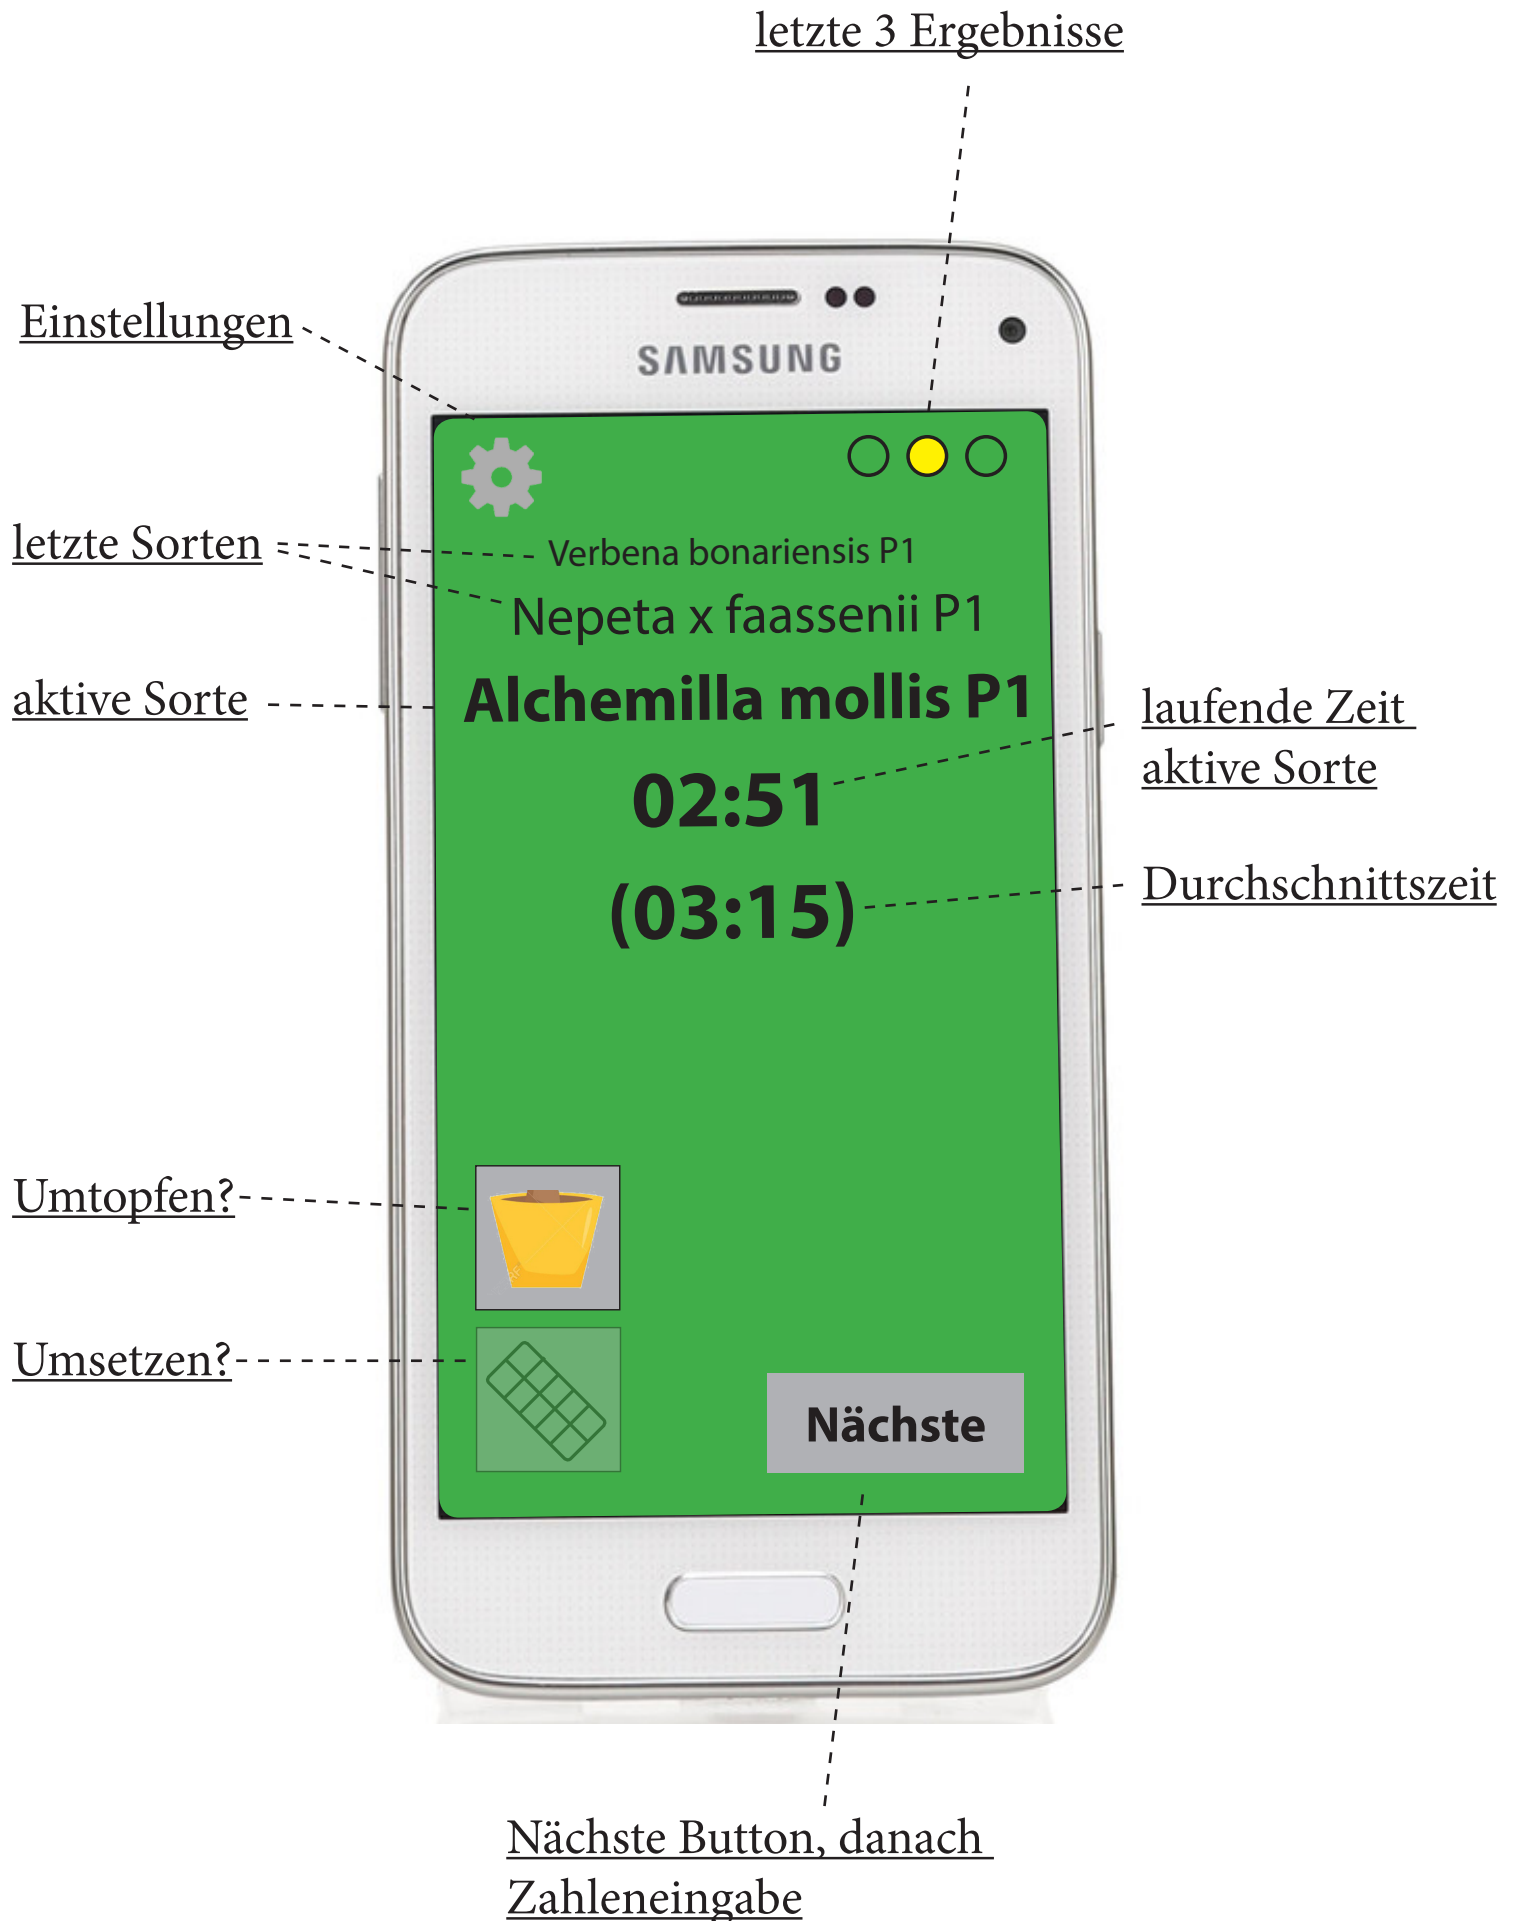 letzte 3 Ergebnisse
Einstellungen
SAMSUNG
letzte Sorten
Verbena bonariensis P1
Nepeta x faassenii P1
aktive Sorte
Alchemilla mollis P1
laufende Zeit
aktive Sorte
02:51
Durchschnittszeit
(03:15)
Umtopfen?
Umsetzen?
Nächste
Nächste Button, danach
Zahleneingabe